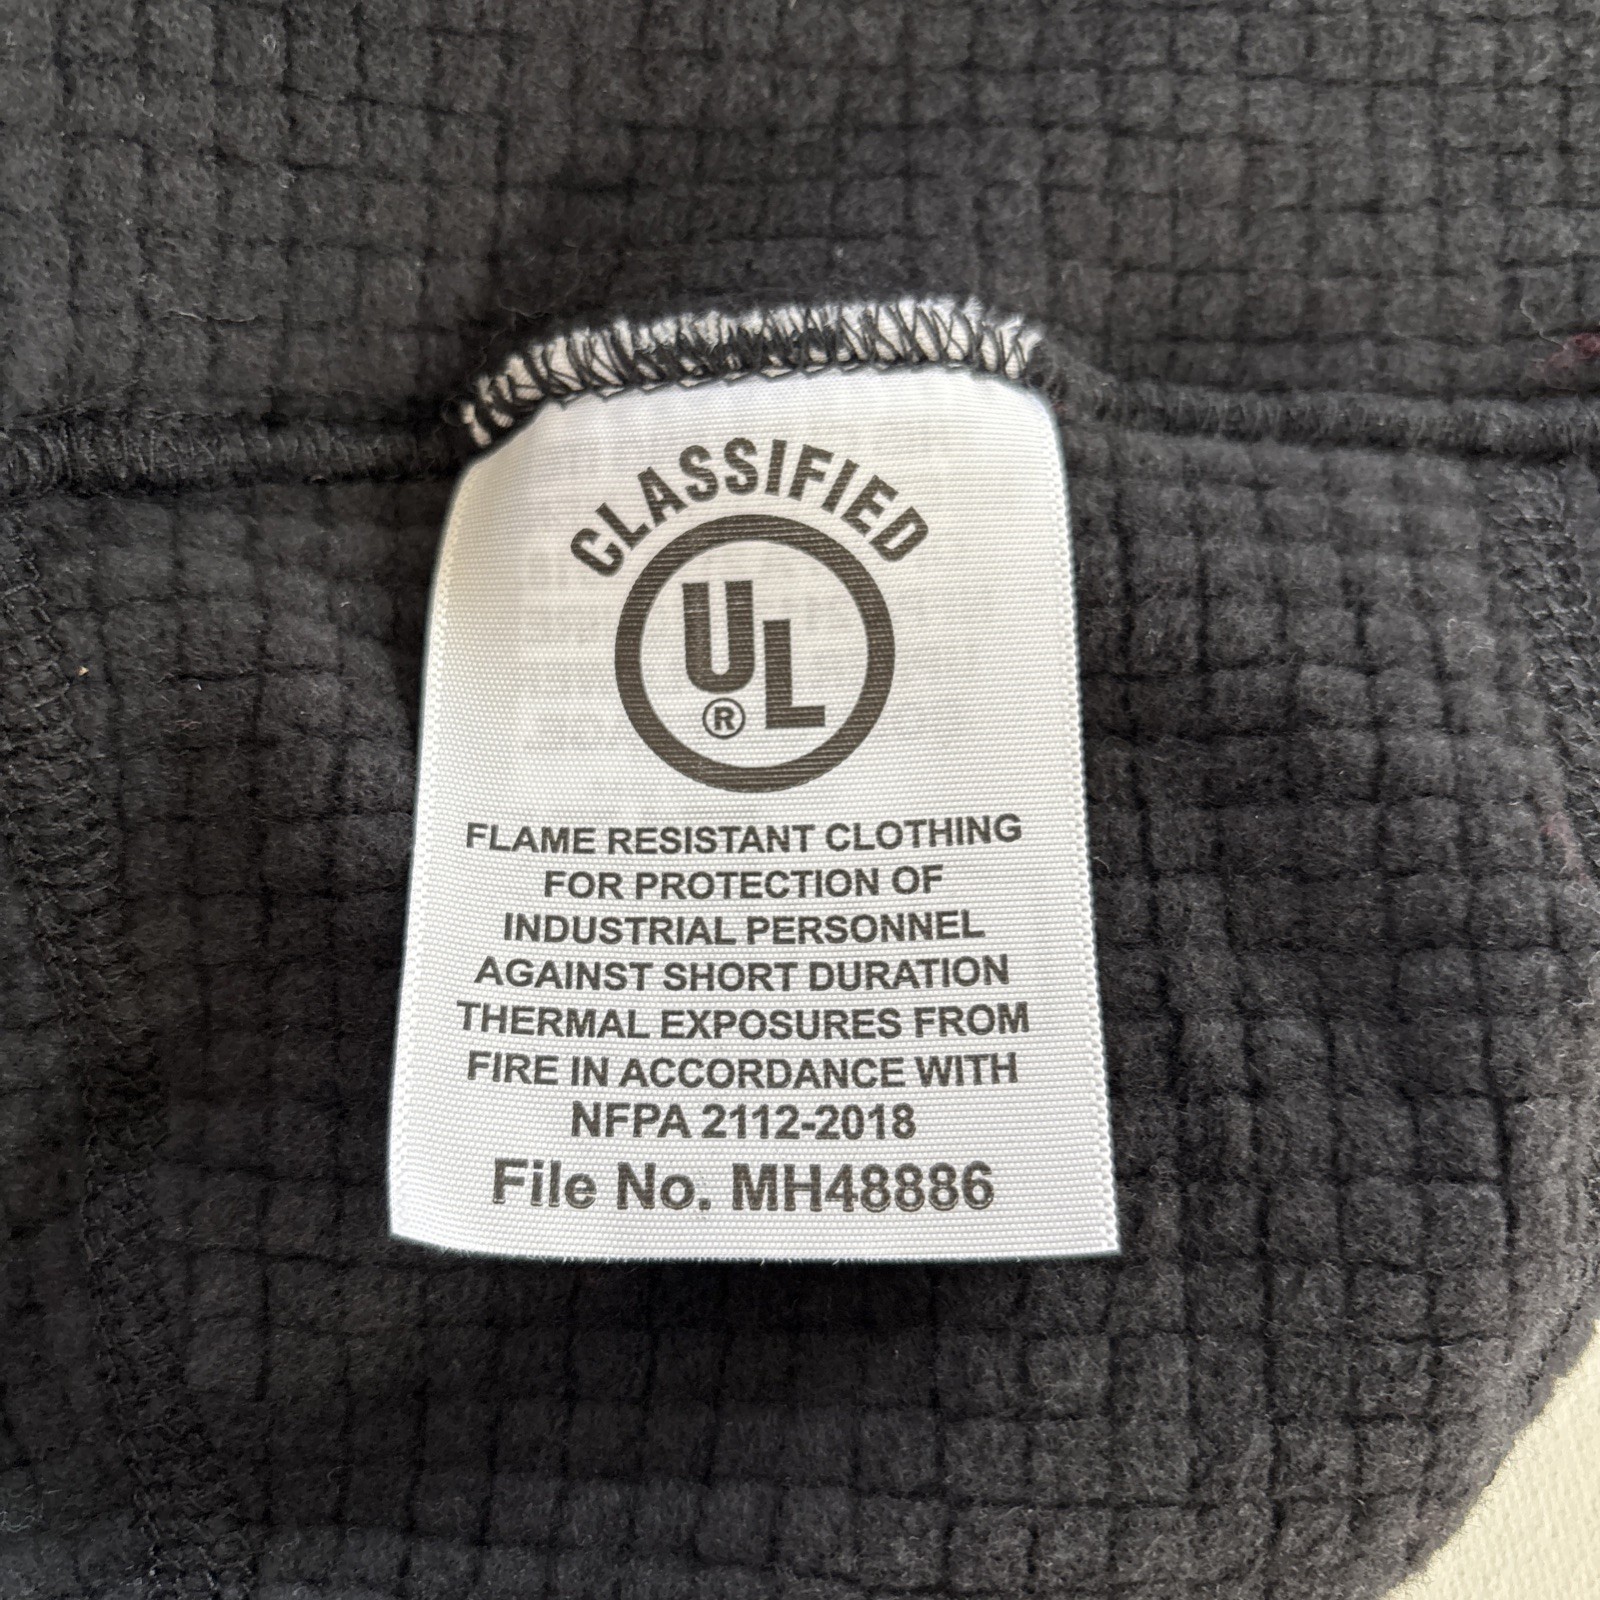 CLASSIFIED
UL
®
FLAME RESISTANT CLOTHING
FOR PROTECTION OF
INDUSTRIAL PERSONNEL
AGAINST SHORT DURATION
THERMAL EXPOSURES FROM
FIRE IN ACCORDANCE WITH
NFPA 2112-2018
File No. MH48886